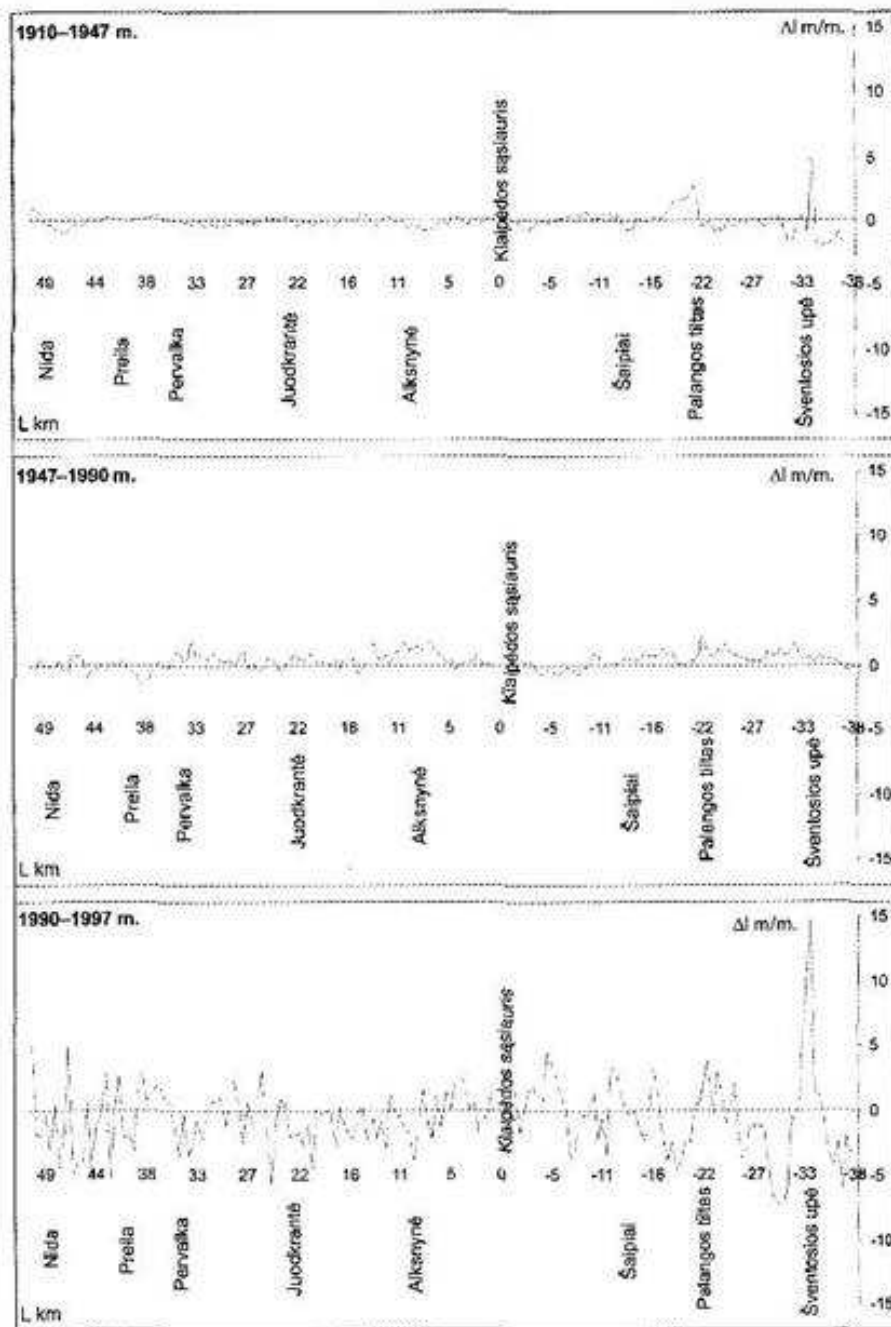 1910–1947 m.
Δl m/m.
15
10
5
0
-5
-10
-15
Klaipėdos sąsiauris
49 44 38 33 27 22 16 11 5 0 -5 -11 -16 -22 -27 -33 -38
Nida
Preila
Pervalka
Juodkrantė
Alksnynė
Šaipiai
Palangos tiltas
Šventosios upė
L km
1947–1990 m.
Δl m/m.
15
10
5
0
-5
-10
-15
Klaipėdos sąsiauris
49 44 38 33 27 22 16 11 5 0 -5 -11 -16 -22 -27 -33 -38
Nida
Preila
Pervalka
Juodkrantė
Alksnynė
Šaipiai
Palangos tiltas
Šventosios upė
L km
1990–1997 m.
Δl m/m.
15
10
5
0
-5
-10
-15
Klaipėdos sąsiauris
49 44 38 33 27 22 16 11 5 0 -5 -11 -16 -22 -27 -33 -38
Nida
Preila
Pervalka
Juodkrantė
Alksnynė
Šaipiai
Palangos tiltas
Šventosios upė
L km